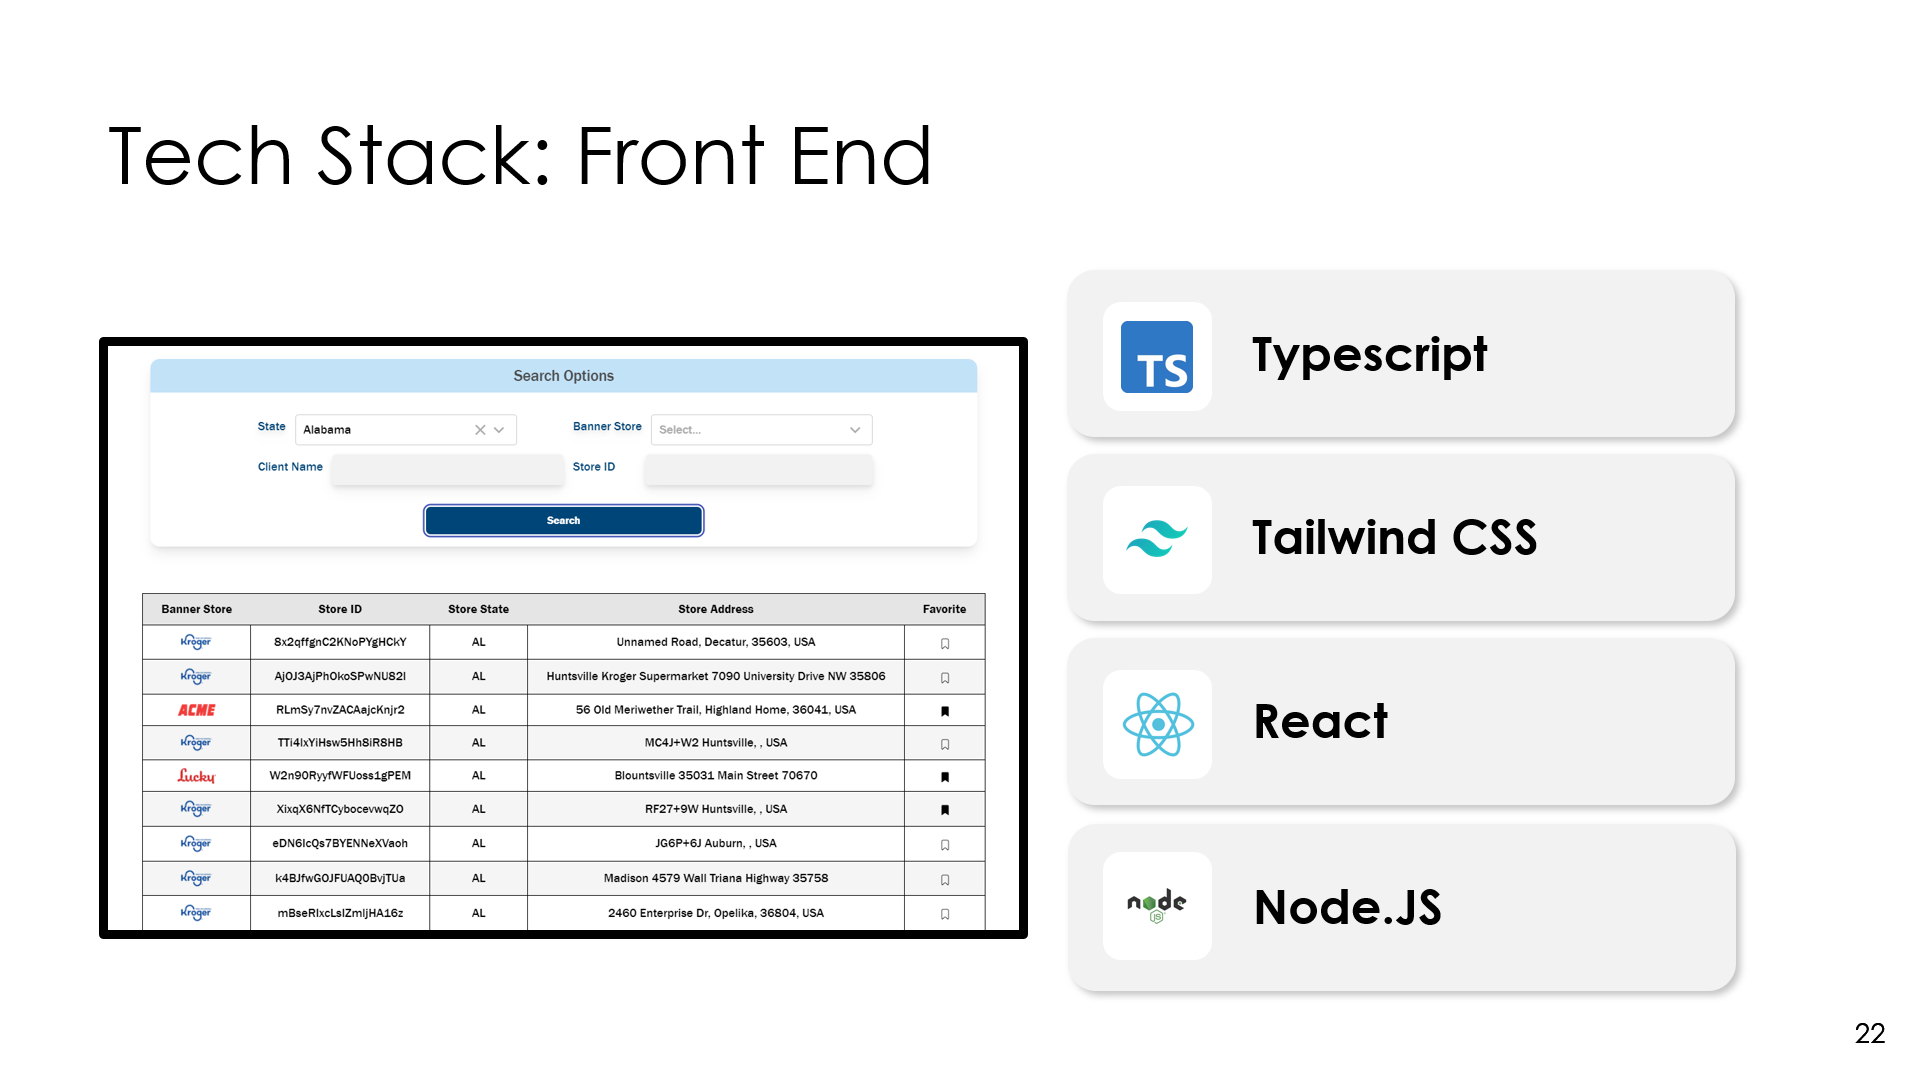 Tech Stack: Front End
Search Options
State Alabama Banner Store Select...
Client Name Store ID
Search
Banner Store Store ID Store State Store Address Favorite
Kroger 8x2qffgnC2KNoPYgHCkY AL Unnamed Road, Decatur, 35603, USA
Kroger AjOJ3AjPhOkoSPwNU82I AL Huntsville Kroger Supermarket 7090 University Drive NW 35806
ACME RLmSy7nvZACAajcKnjr2 AL 56 Old Meriwether Trail, Highland Home, 36041, USA
Kroger TTi4IxYiHsw5Hh8iR8HB AL MC4J+W2 Huntsville, , USA
Lucky W2n90RyyfWFUoss1gPEM AL Blountsville 35031 Main Street 70670
Kroger XixqX6NfTCybocevwqZO AL RF27+9W Huntsville, , USA
Kroger eDN6IcQs7BYENNeXVaoh AL JG6P+6J Auburn, , USA
Kroger k4BJfwGOJFUAQ0BvjTUa AL Madison 4579 Wall Triana Highway 35758
Kroger mBseRIxcLsIZmIjHA16z AL 2460 Enterprise Dr, Opelika, 36804, USA
TS Typescript
Tailwind CSS
React
node JS Node.JS
22